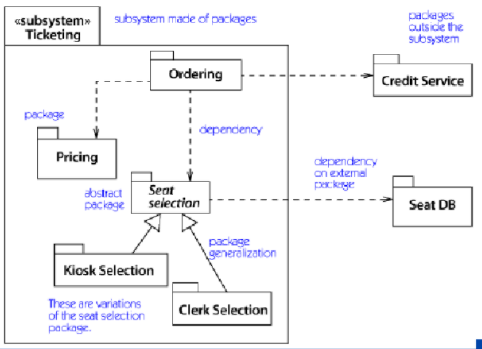 «subsystem»
Ticketing
subsystem made of packages
packages
outside the
subsystem
Ordering
Credit Service
package
dependency
Pricing
dependency
on external
package
abstract
package
Seat
selection
Seat DB
package
generalization
Kiosk Selection
Clerk Selection
These are variations
of the seat selection
package.